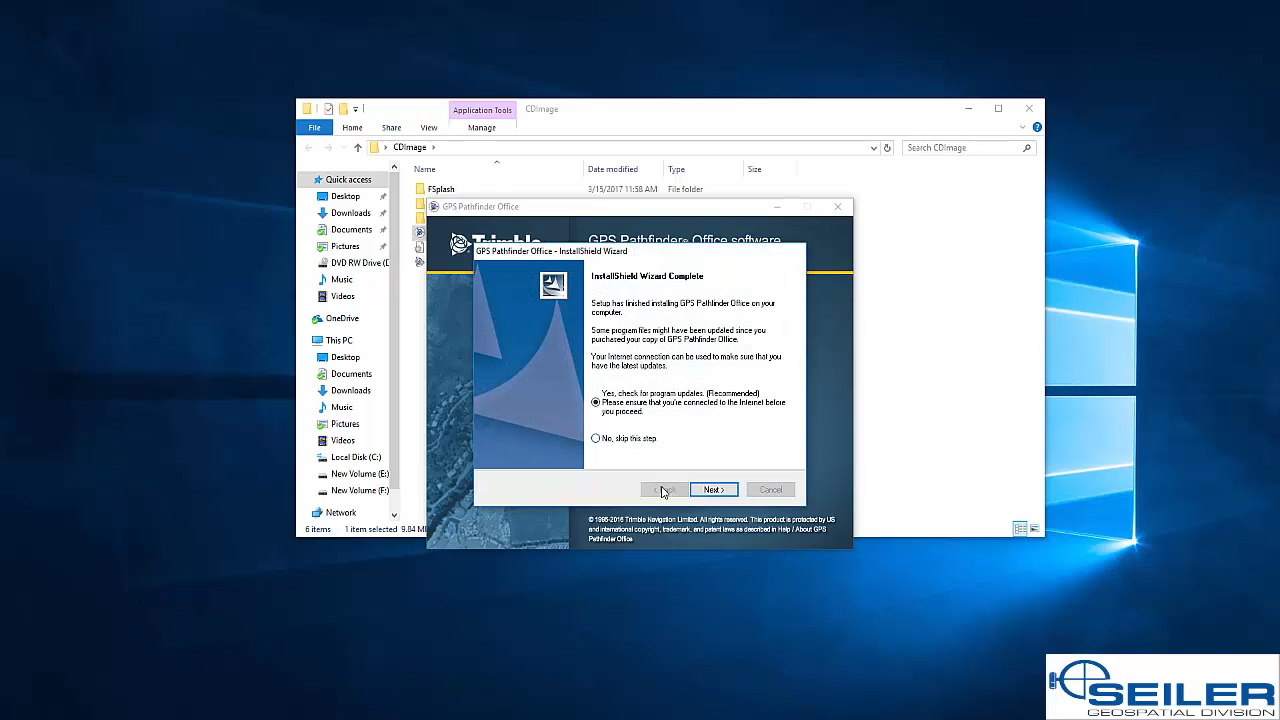 Application Tools
CDImage
File
Home
Share
View
Manage
CDImage
Search CDImage
Name
Date modified
Type
Size
Quick access
Desktop
Downloads
Documents
Pictures
DVD RW Drive (D
Music
Videos
OneDrive
This PC
Desktop
Documents
Downloads
Music
Pictures
Videos
Local Disk (C:)
New Volume (E:)
New Volume (F:)
Network
6 items
1 item selected
9.84 MB
FSplash
3/15/2017 11:58 AM
File folder
GPS Pathfinder Office
Trimble
GPS Pathfinder® Office software
GPS Pathfinder Office - InstallShield Wizard
InstallShield Wizard Complete
Setup has finished installing GPS Pathfinder Office on your
computer.
Some program files might have been updated since you
purchased your copy of GPS Pathfinder Office.
Your Internet connection can be used to make sure that you
have the latest updates.
Yes, check for program updates. (Recommended)
Please ensure that you're connected to the Internet before
you proceed.
No, skip this step.
Next >
Cancel
© 1995-2016 Trimble Navigation Limited. All rights reserved. This product is protected by US
and international copyright, trademark, and patent laws as described in Help / About GPS
Pathfinder Office
SEILER
GEOSPATIAL DIVISION